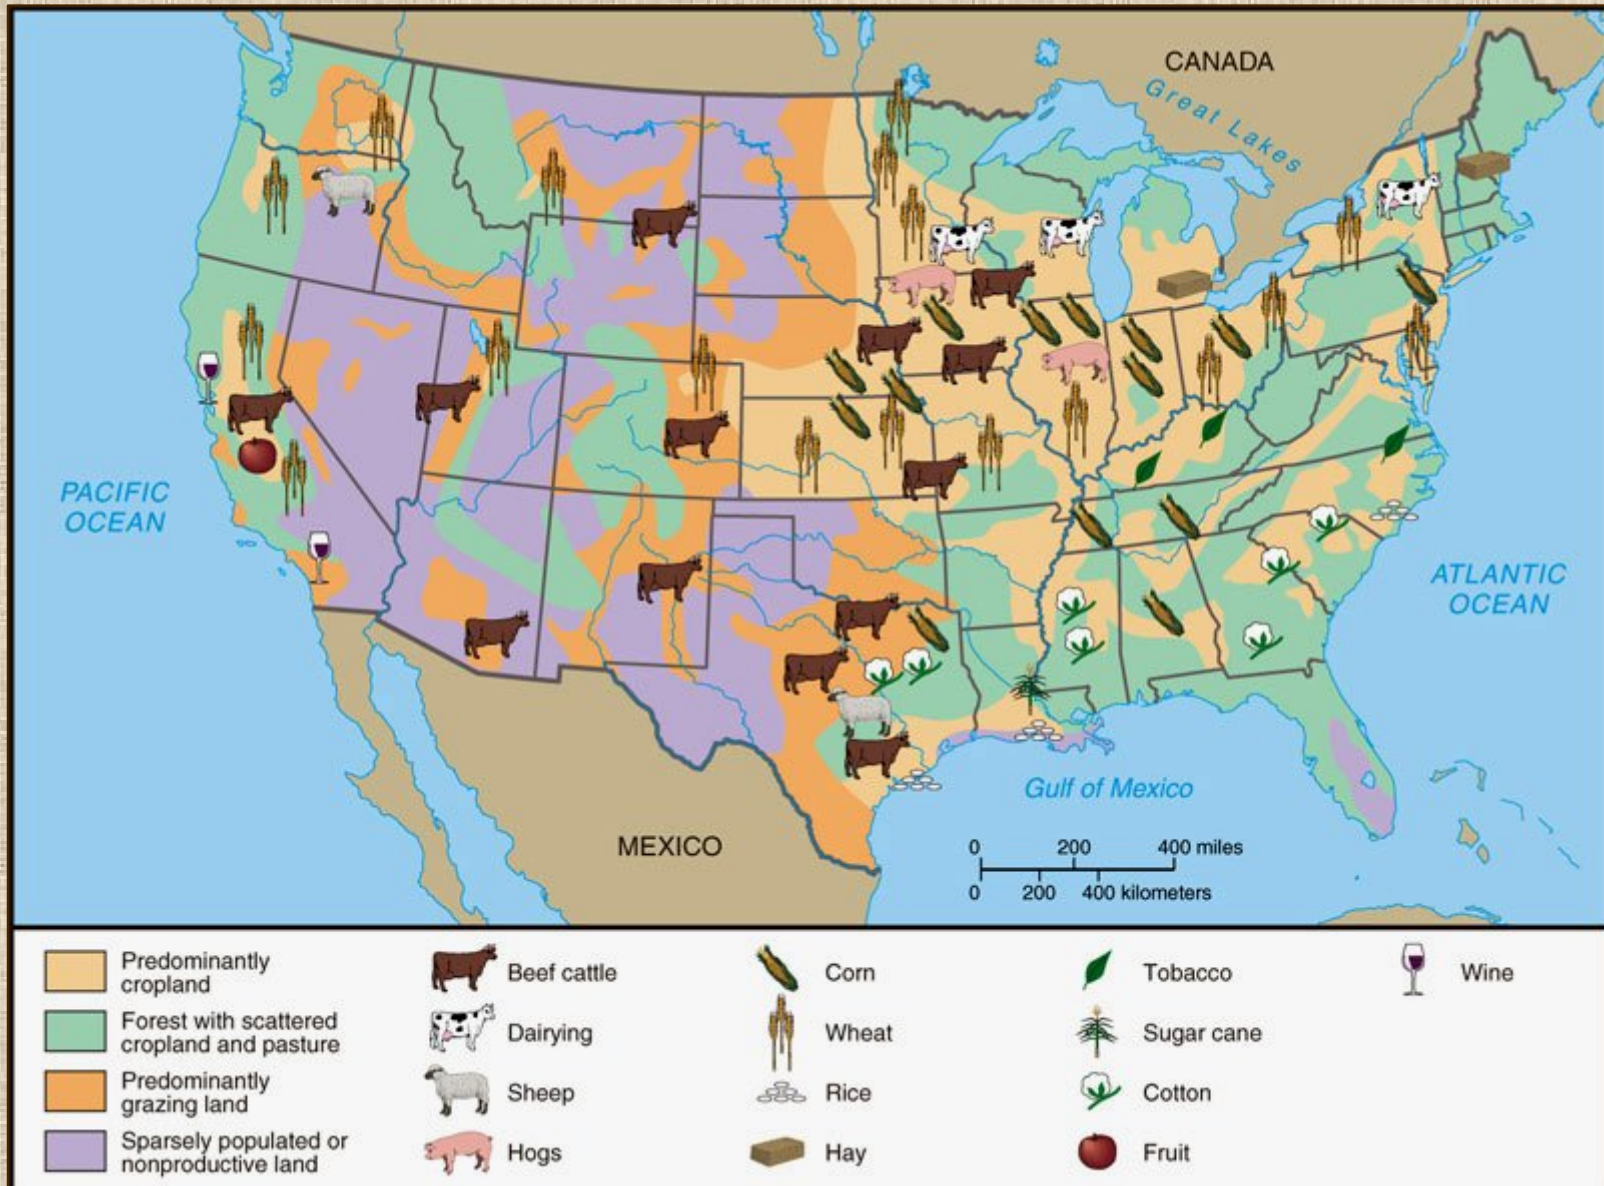 CANADA
Great Lakes
PACIFIC
OCEAN
ATLANTIC
OCEAN
Gulf of Mexico
MEXICO
0 200 400 miles
0 200 400 kilometers
Predominantly
cropland
Forest with scattered
cropland and pasture
Predominantly
grazing land
Sparsely populated or
nonproductive land
Beef cattle
Dairying
Sheep
Hogs
Corn
Wheat
Rice
Hay
Tobacco
Sugar cane
Cotton
Fruit
Wine